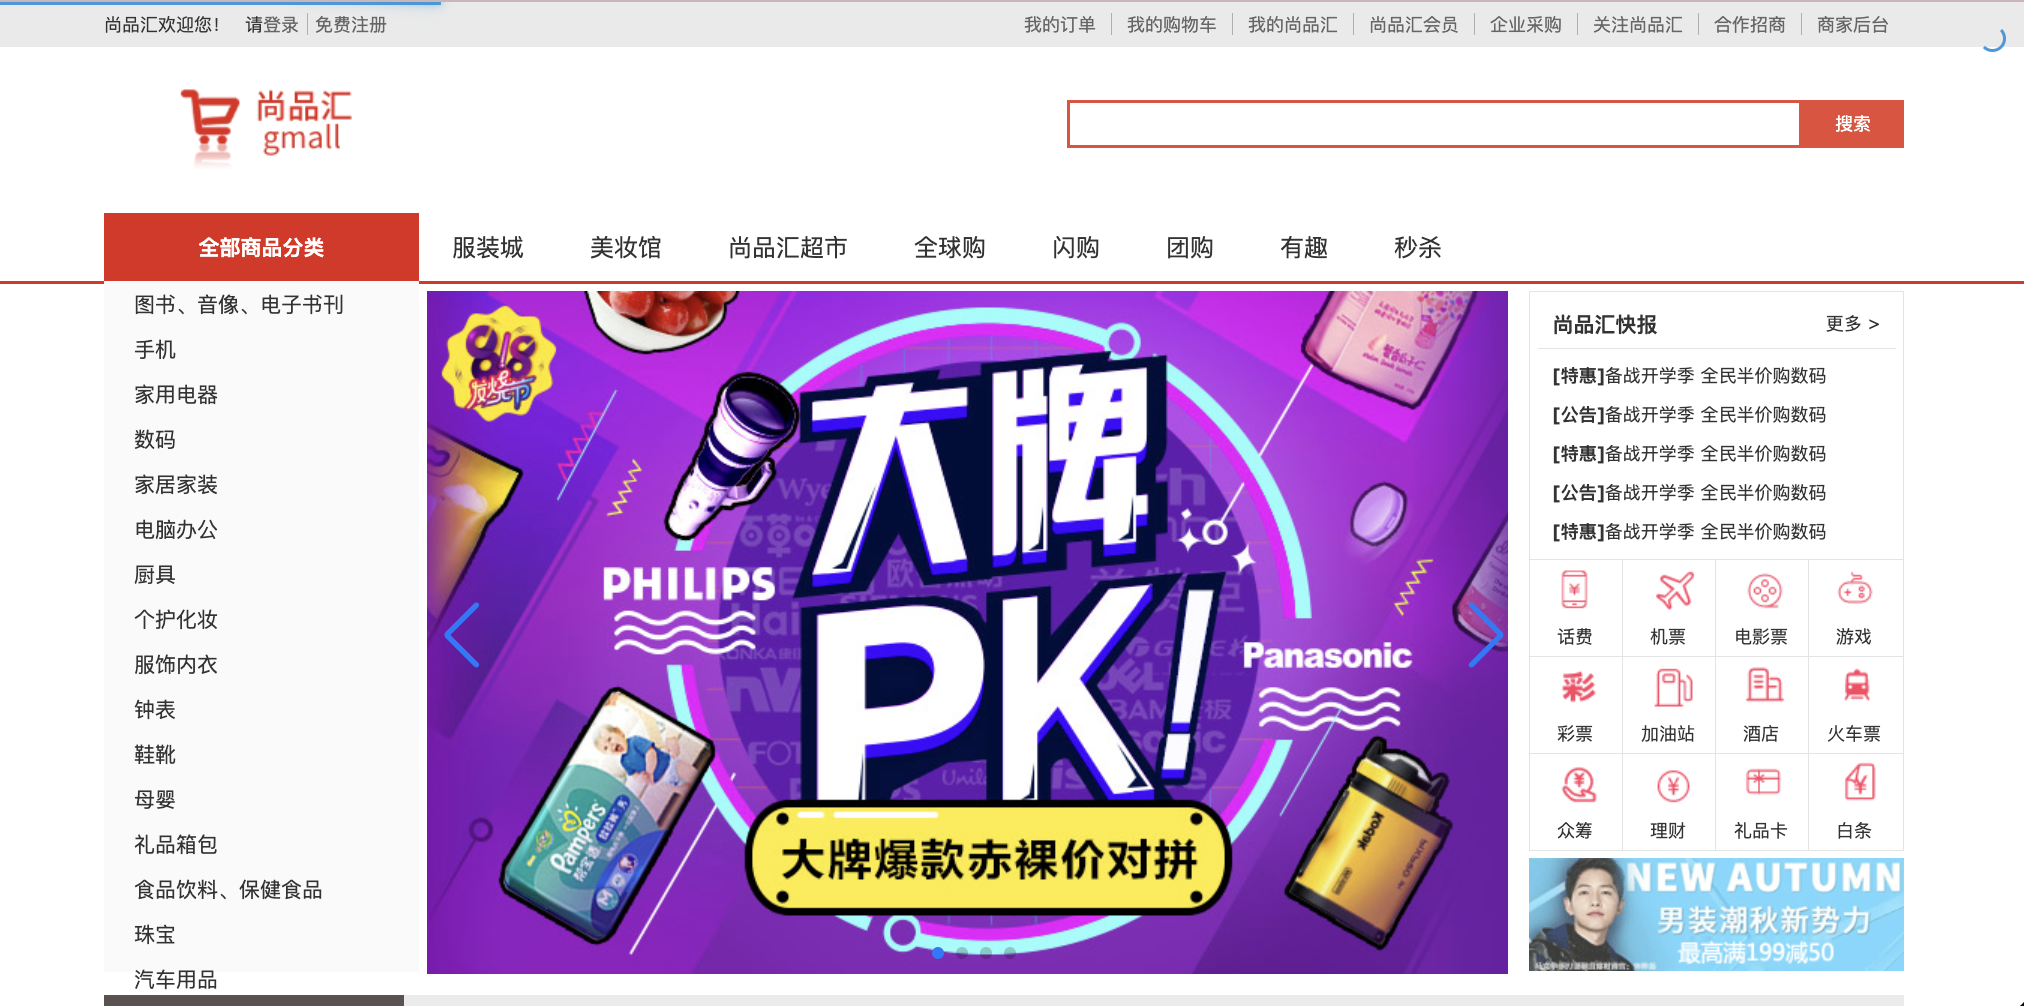 尚品汇欢迎您！ 请登录 免费注册 我的订单 我的购物车 我的尚品汇 尚品汇会员 企业采购 关注尚品汇 合作招商 商家后台
尚品汇
gmall
搜索
全部商品分类 服装城 美妆馆 尚品汇超市 全球购 闪购 团购 有趣 秒杀
图书、音像、电子书刊
手机
家用电器
数码
家居家装
电脑办公
厨具
个护化妆
服饰内衣
钟表
鞋靴
母婴
礼品箱包
食品饮料、保健食品
珠宝
汽车用品
818
发烧节
大牌
PK!
PHILIPS
Panasonic
Pampers
Kodak
大牌爆款赤裸价对拼
尚品汇快报 更多 >
[特惠]备战开学季 全民半价购数码
[公告]备战开学季 全民半价购数码
[特惠]备战开学季 全民半价购数码
[公告]备战开学季 全民半价购数码
[特惠]备战开学季 全民半价购数码
话费 机票 电影票 游戏
彩
彩票 加油站 酒店 火车票
众筹 理财 礼品卡 白条
NEW AUTUMN
男装潮秋新势力
最高满199减50